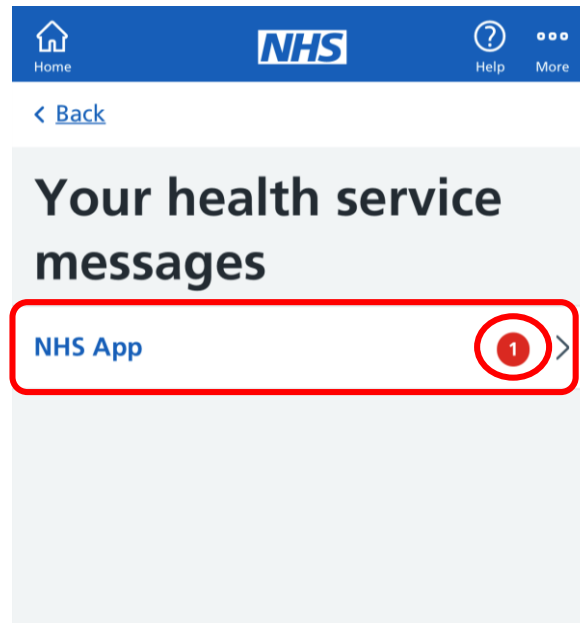 NHS
Home
Help
More
< Back
Your health service
messages
NHS App
1